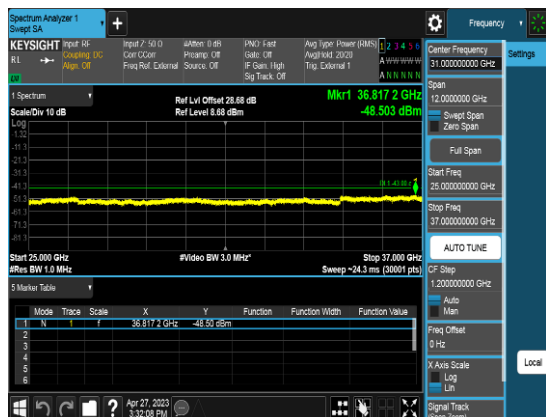 Spectrum Analyzer 1
Swept SA
Frequency
KEYSIGHT
RL
Input: RF
Coupling: DC
Align: Off
Input Z: 50 Ω
Corr CCorr
Freq Ref: External
#Atten: 0 dB
Preamp: Off
Source: Off
PNO: Fast
Gate: Off
IF Gain: High
Sig Track: Off
Avg Type: Power (RMS)
Avg|Hold: 20/20
Trig: External 1
1 2 3 4 5 6
A W W W W W
A N N N N N
1 Spectrum
Scale/Div 10 dB
Log
Ref Lvl Offset 28.68 dB
Ref Level 8.68 dBm
Mkr1 36.817 2 GHz
-48.503 dBm
1.32
-11.3
-21.3
-31.3
-41.3
-51.3
-61.3
-71.3
-81.3
Start 25.000 GHz
#Res BW 1.0 MHz
#Video BW 3.0 MHz*
Stop 37.000 GHz
Sweep ~24.3 ms (30001 pts)
5 Marker Table
Mode Trace Scale X Y Function Function Width Function Value
1 N 1 f 36.817 2 GHz -48.50 dBm
2
3
4
5
6
Apr 27, 2023
3:32:08 PM
Center Frequency
31.000000000 GHz
Span
12.0000000 GHz
Swept Span
Zero Span
Full Span
Start Freq
25.000000000 GHz
Stop Freq
37.000000000 GHz
AUTO TUNE
CF Step
1.200000000 GHz
Auto
Man
Freq Offset
0 Hz
X Axis Scale
Log
Lin
Signal Track
(Span Zoom)
Settings
Local